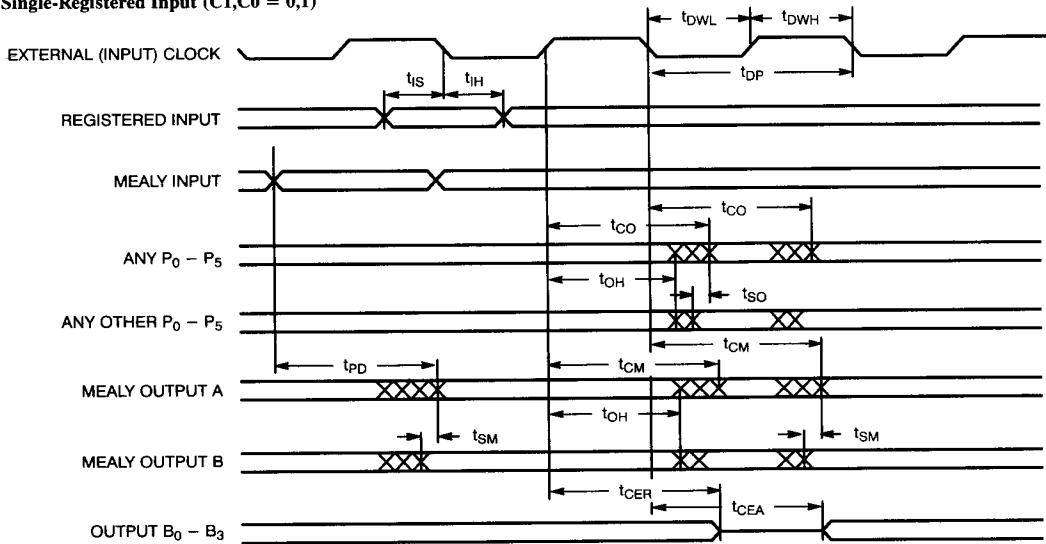 Single-Registered Input (C1,C0 = 0,1)
tDWL
tDWH
EXTERNAL (INPUT) CLOCK
tIS
tIH
tDP
REGISTERED INPUT
MEALY INPUT
tCO
tCO
ANY P0 – P5
tOH
tSO
ANY OTHER P0 – P5
tCM
tPD
tCM
MEALY OUTPUT A
tOH
tSM
tSM
MEALY OUTPUT B
tCER
tCEA
OUTPUT B0 – B3